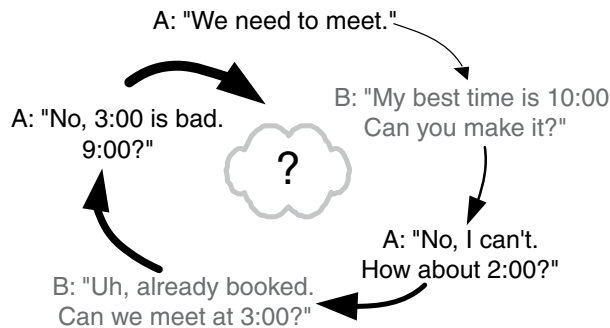 A: "We need to meet."
B: "My best time is 10:00
Can you make it?"
A: "No, I can't.
How about 2:00?"
B: "Uh, already booked.
Can we meet at 3:00?"
A: "No, 3:00 is bad.
9:00?"
?